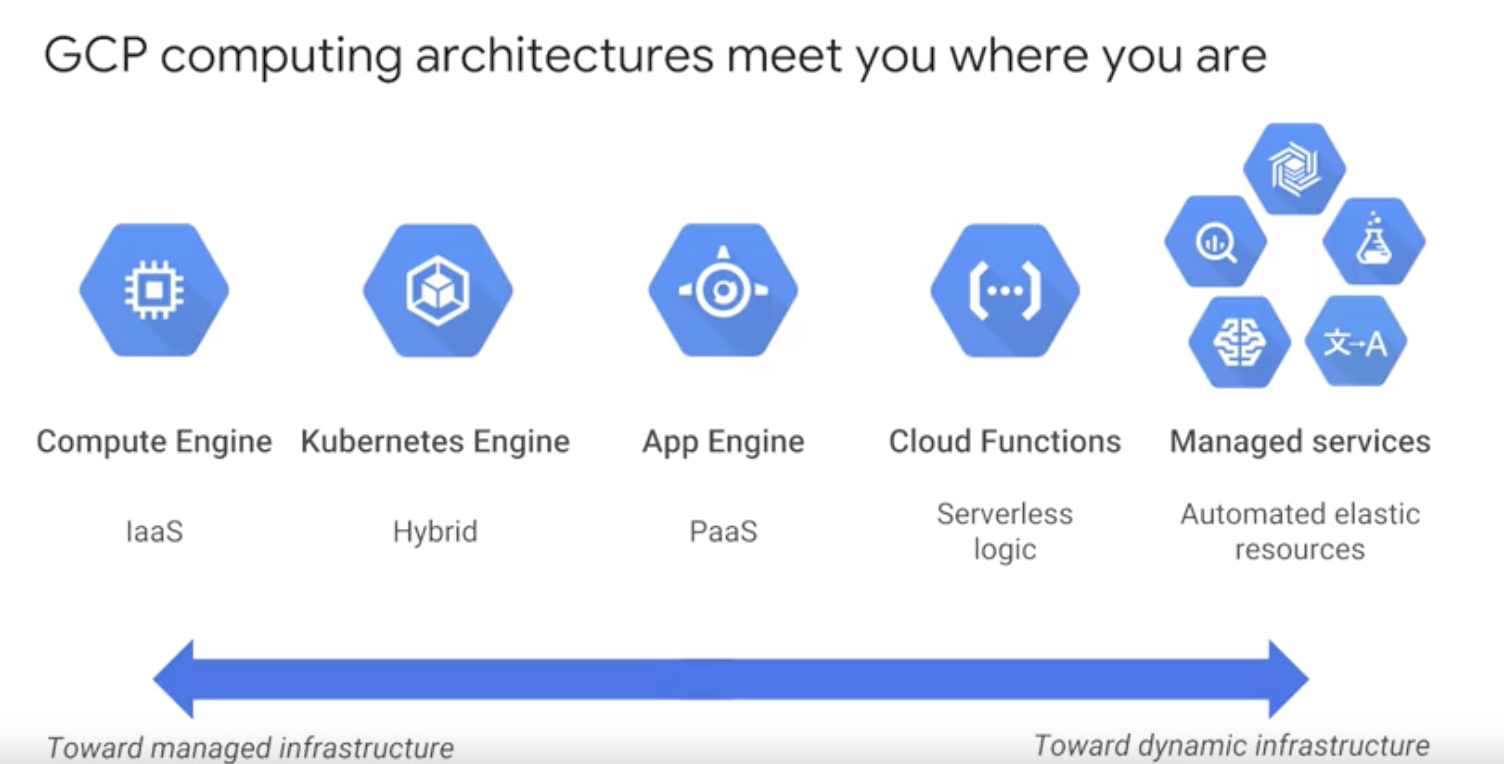 GCP computing architectures meet you where you are
文→A
Compute Engine
Kubernetes Engine
App Engine
Cloud Functions
Managed services
IaaS
Hybrid
PaaS
Serverless
logic
Automated elastic
resources
Toward managed infrastructure
Toward dynamic infrastructure